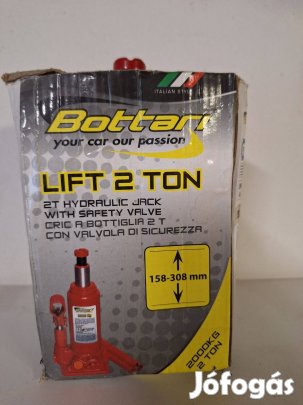 ITALIAN STYLE
Bottari
your car our passion
LIFT 2 TON
2T HYDRAULIC JACK
WITH SAFETY VALVE
CRIC A BOTTIGLIA 2 T
CON VALVOLA DI SICUREZZA
158-308 mm
2000KG
2 TON
Jófogás